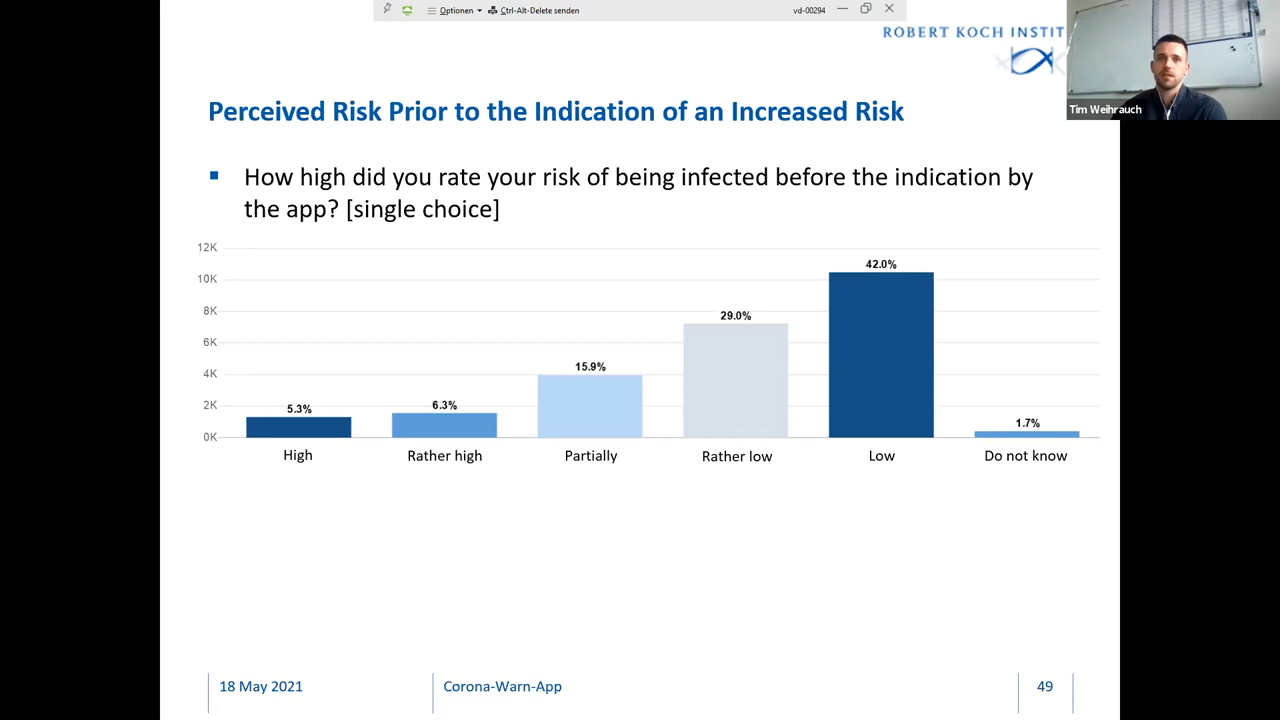 Optionen
Ctrl-Alt-Delete senden
vd-00294
ROBERT KOCH INSTIT
Tim Weihrauch
Perceived Risk Prior to the Indication of an Increased Risk
How high did you rate your risk of being infected before the indication by
the app? [single choice]
12K
10K
8K
6K
4K
2K
0K
5.3%
6.3%
15.9%
29.0%
42.0%
1.7%
High
Rather high
Partially
Rather low
Low
Do not know
18 May 2021
Corona-Warn-App
49